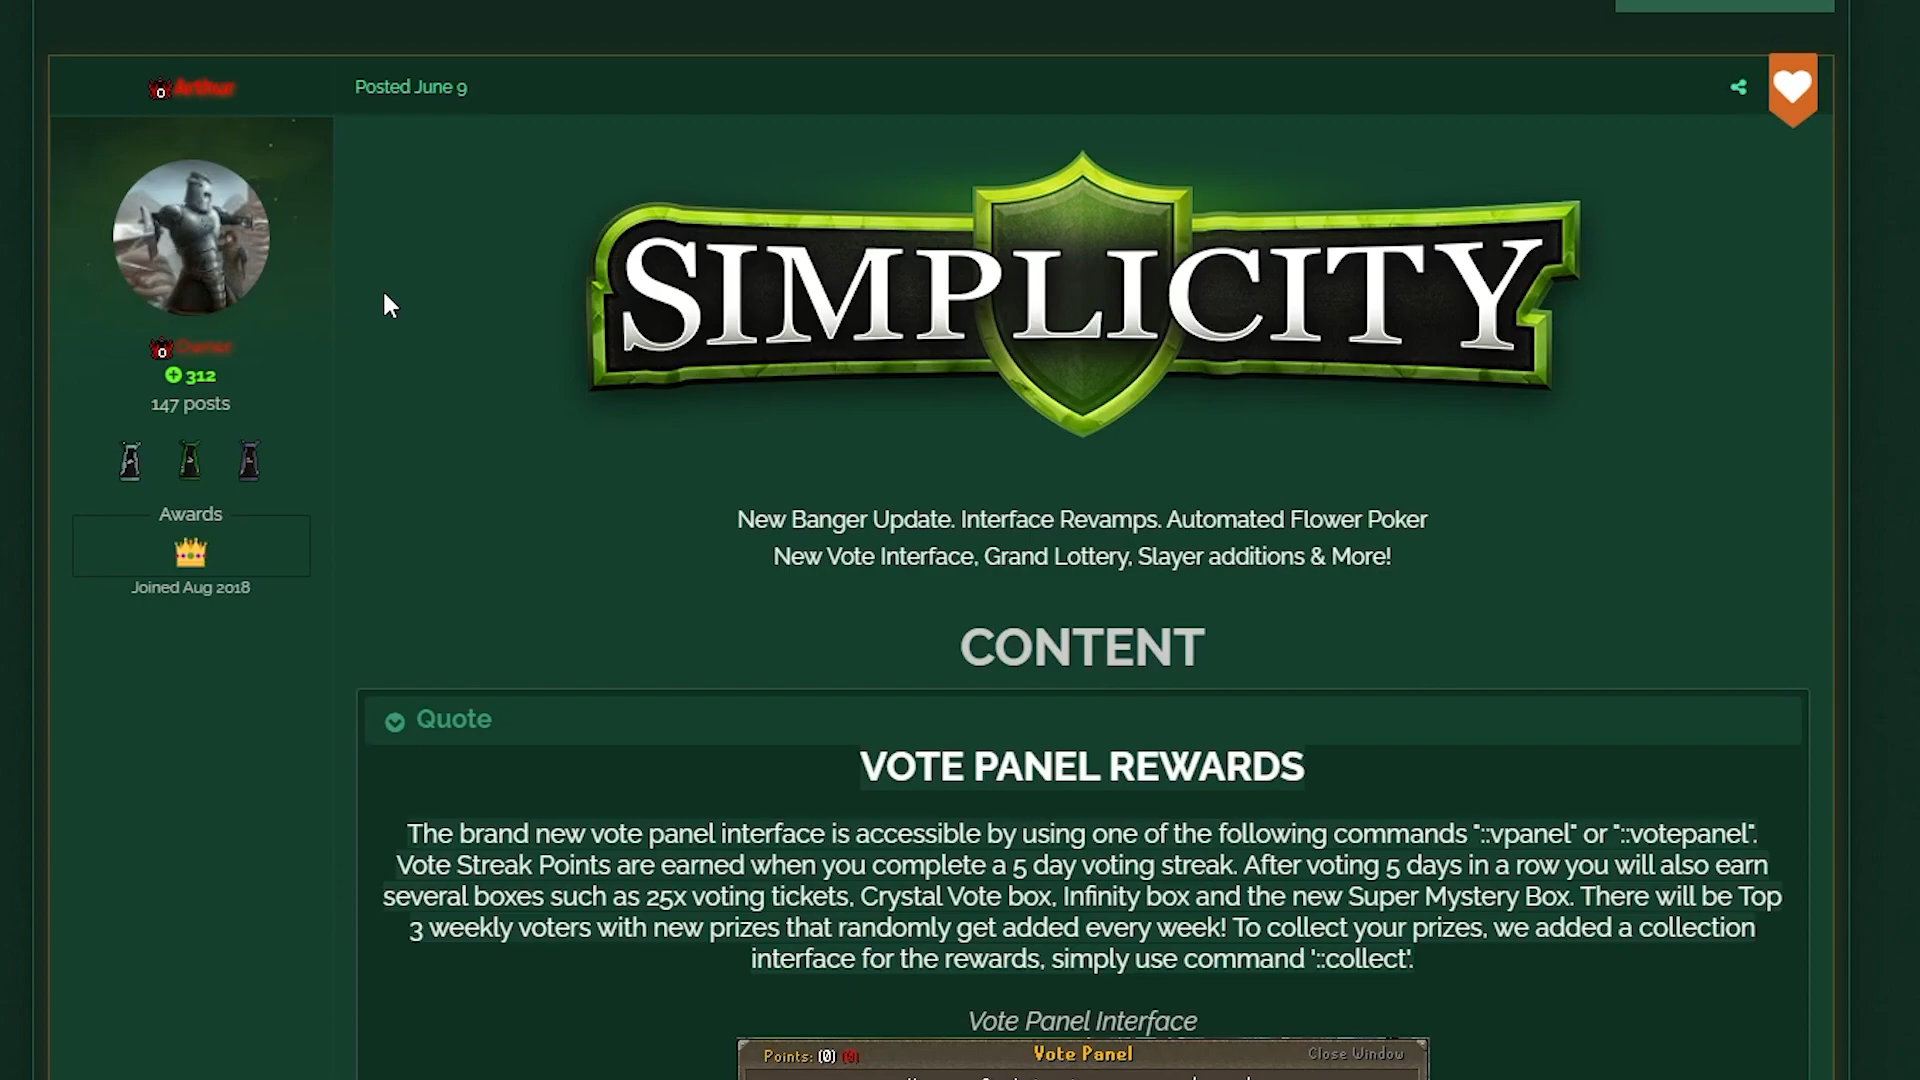 Arthur
Posted June 9
SIMPLICITY
Owner
312
147 posts
Awards
Joined Aug 2018
New Banger Update. Interface Revamps. Automated Flower Poker
New Vote Interface, Grand Lottery, Slayer additions & More!
CONTENT
Quote
VOTE PANEL REWARDS
The brand new vote panel interface is accessible by using one of the following commands "::vpanel" or "::votepanel".
Vote Streak Points are earned when you complete a 5 day voting streak. After voting 5 days in a row you will also earn
several boxes such as 25x voting tickets, Crystal Vote box, Infinity box and the new Super Mystery Box. There will be Top
3 weekly voters with new prizes that randomly get added every week! To collect your prizes, we added a collection
interface for the rewards, simply use command '::collect'.
Vote Panel Interface
Points: (0) (0)
Vote Panel
Close Window